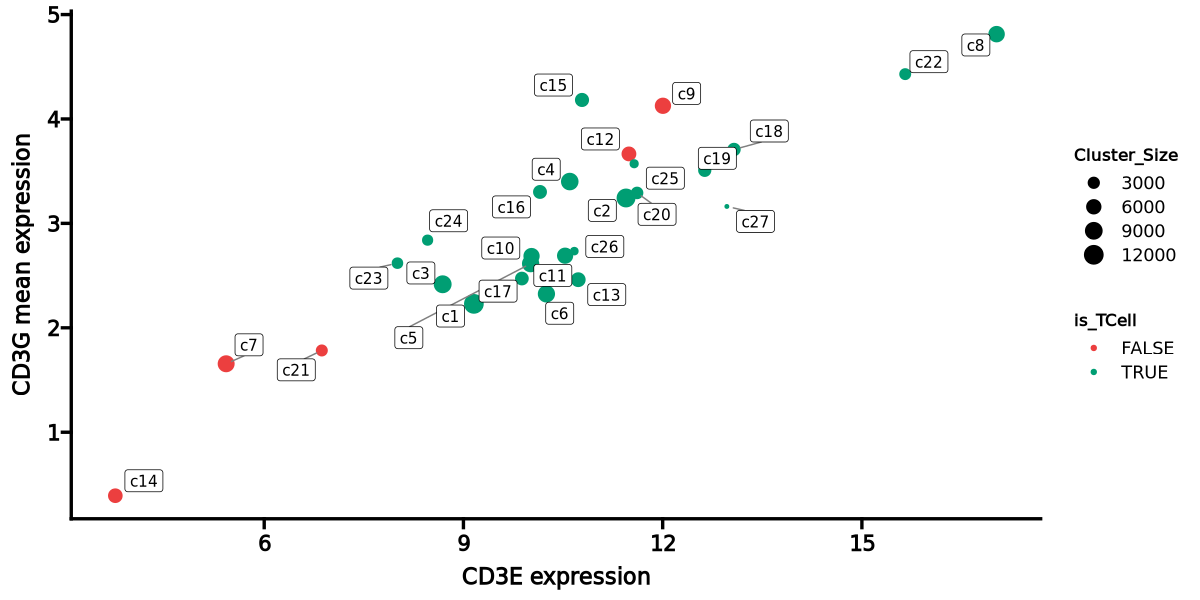 5
4
3
2
1
CD3G mean expression
c8
c22
c15
c9
c18
c12
c19
c4
c25
c16
c2
c20
c27
c24
c10
c26
c23
c3
c11
c17
c13
c1
c6
c5
c7
c21
c14
6
9
12
15
CD3E expression
Cluster_Size
3000
6000
9000
12000
is_TCell
FALSE
TRUE